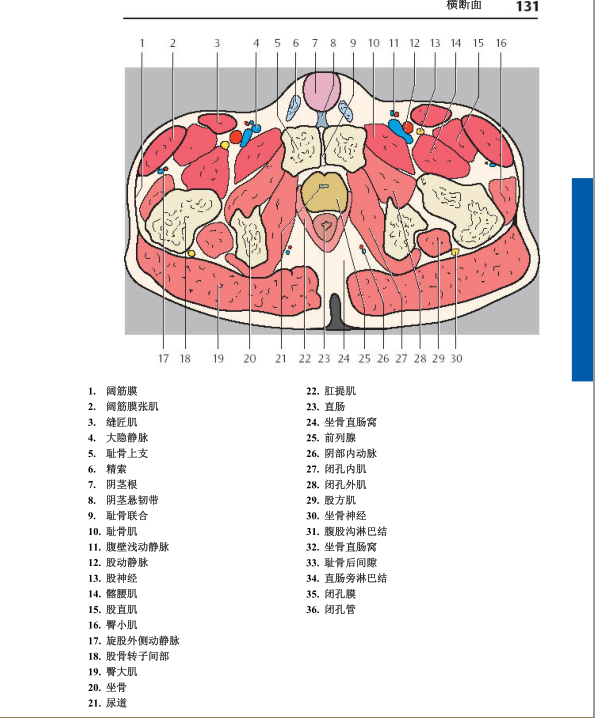 横断面 131
1 2 3 4 5 6 7 8 9 10 11 12 13 14 15 16
17 18 19 20 21 22 23 24 25 26 27 28 29 30
1. 阔筋膜
2. 阔筋膜张肌
3. 缝匠肌
4. 大隐静脉
5. 耻骨上支
6. 精索
7. 阴茎根
8. 阴茎悬韧带
9. 耻骨联合
10. 耻骨肌
11. 腹壁浅动静脉
12. 股动静脉
13. 股神经
14. 髂腰肌
15. 股直肌
16. 臀小肌
17. 旋股外侧动静脉
18. 股骨转子间部
19. 臀大肌
20. 坐骨
21. 尿道
22. 肛提肌
23. 直肠
24. 坐骨直肠窝
25. 前列腺
26. 阴部内动脉
27. 闭孔内肌
28. 闭孔外肌
29. 股方肌
30. 坐骨神经
31. 腹股沟淋巴结
32. 坐骨直肠窝
33. 耻骨后间隙
34. 直肠旁淋巴结
35. 闭孔膜
36. 闭孔管